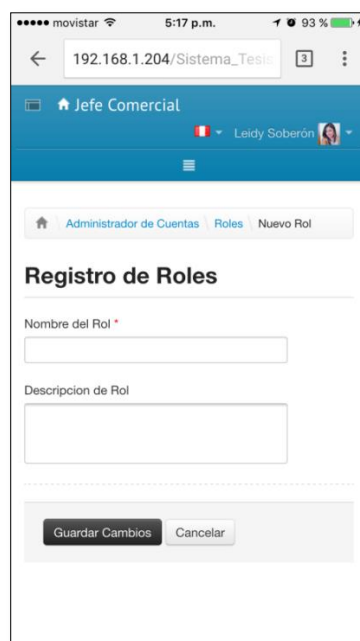 movistar 5:17 p.m. 93 %
192.168.1.204/Sistema_Tesis 3
Jefe Comercial
Leidy Soberón
Administrador de Cuentas \ Roles \ Nuevo Rol
Registro de Roles
Nombre del Rol *
Descripcion de Rol
Guardar Cambios Cancelar